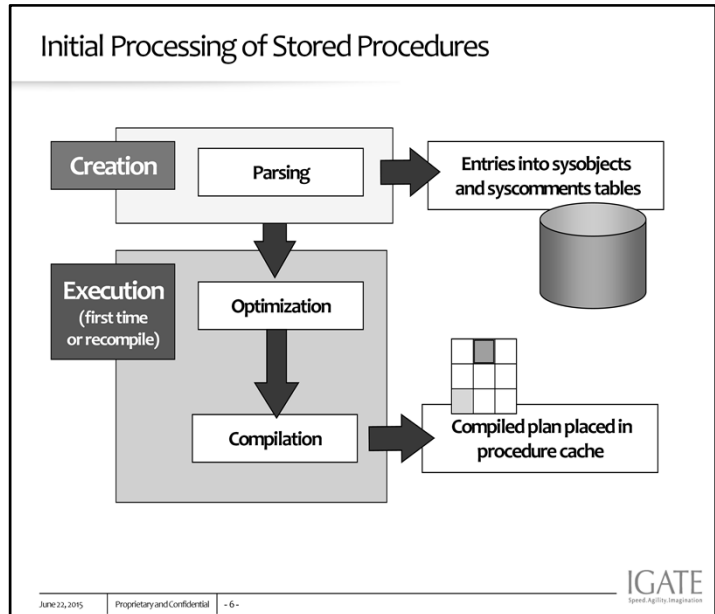 Initial Processing of Stored Procedures
Creation
Parsing
Entries into sysobjects
and syscomments tables
Execution
(first time
or recompile)
Optimization
Compilation
Compiled plan placed in
procedure cache
June 22, 2015
Proprietary and Confidential
- 6 -
IGATE
Speed.Agility.Imagination